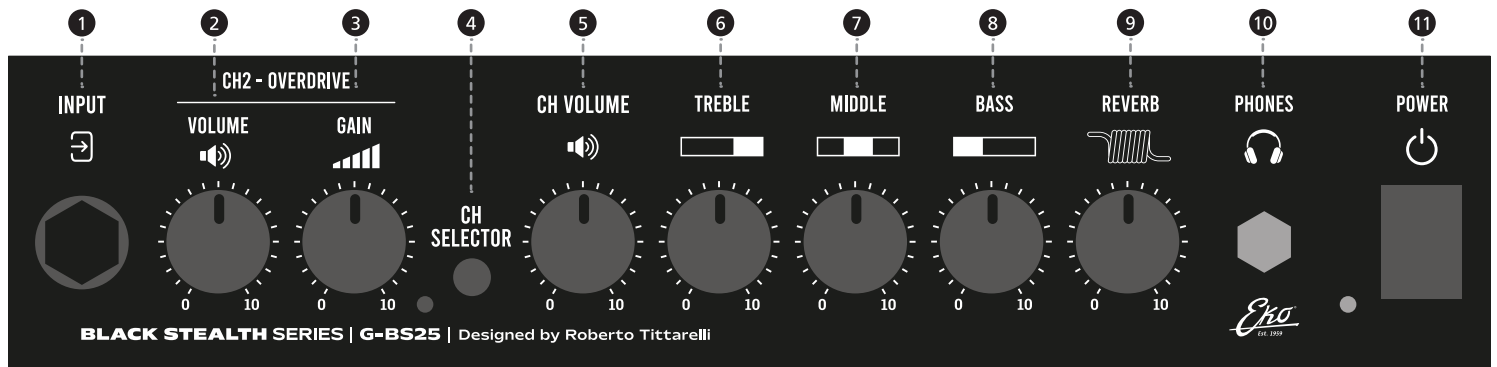 1 2 3 4 5 6 7 8 9 10 11
CH2 - OVERDRIVE
INPUT
VOLUME
GAIN
CH
SELECTOR
CH VOLUME
TREBLE
MIDDLE
BASS
REVERB
PHONES
POWER
0 10 0 10 0 10 0 10 0 10 0 10 0 10
BLACK STEALTH SERIES | G-BS25 | Designed by Roberto Tittarelli
Eko
Est. 1959